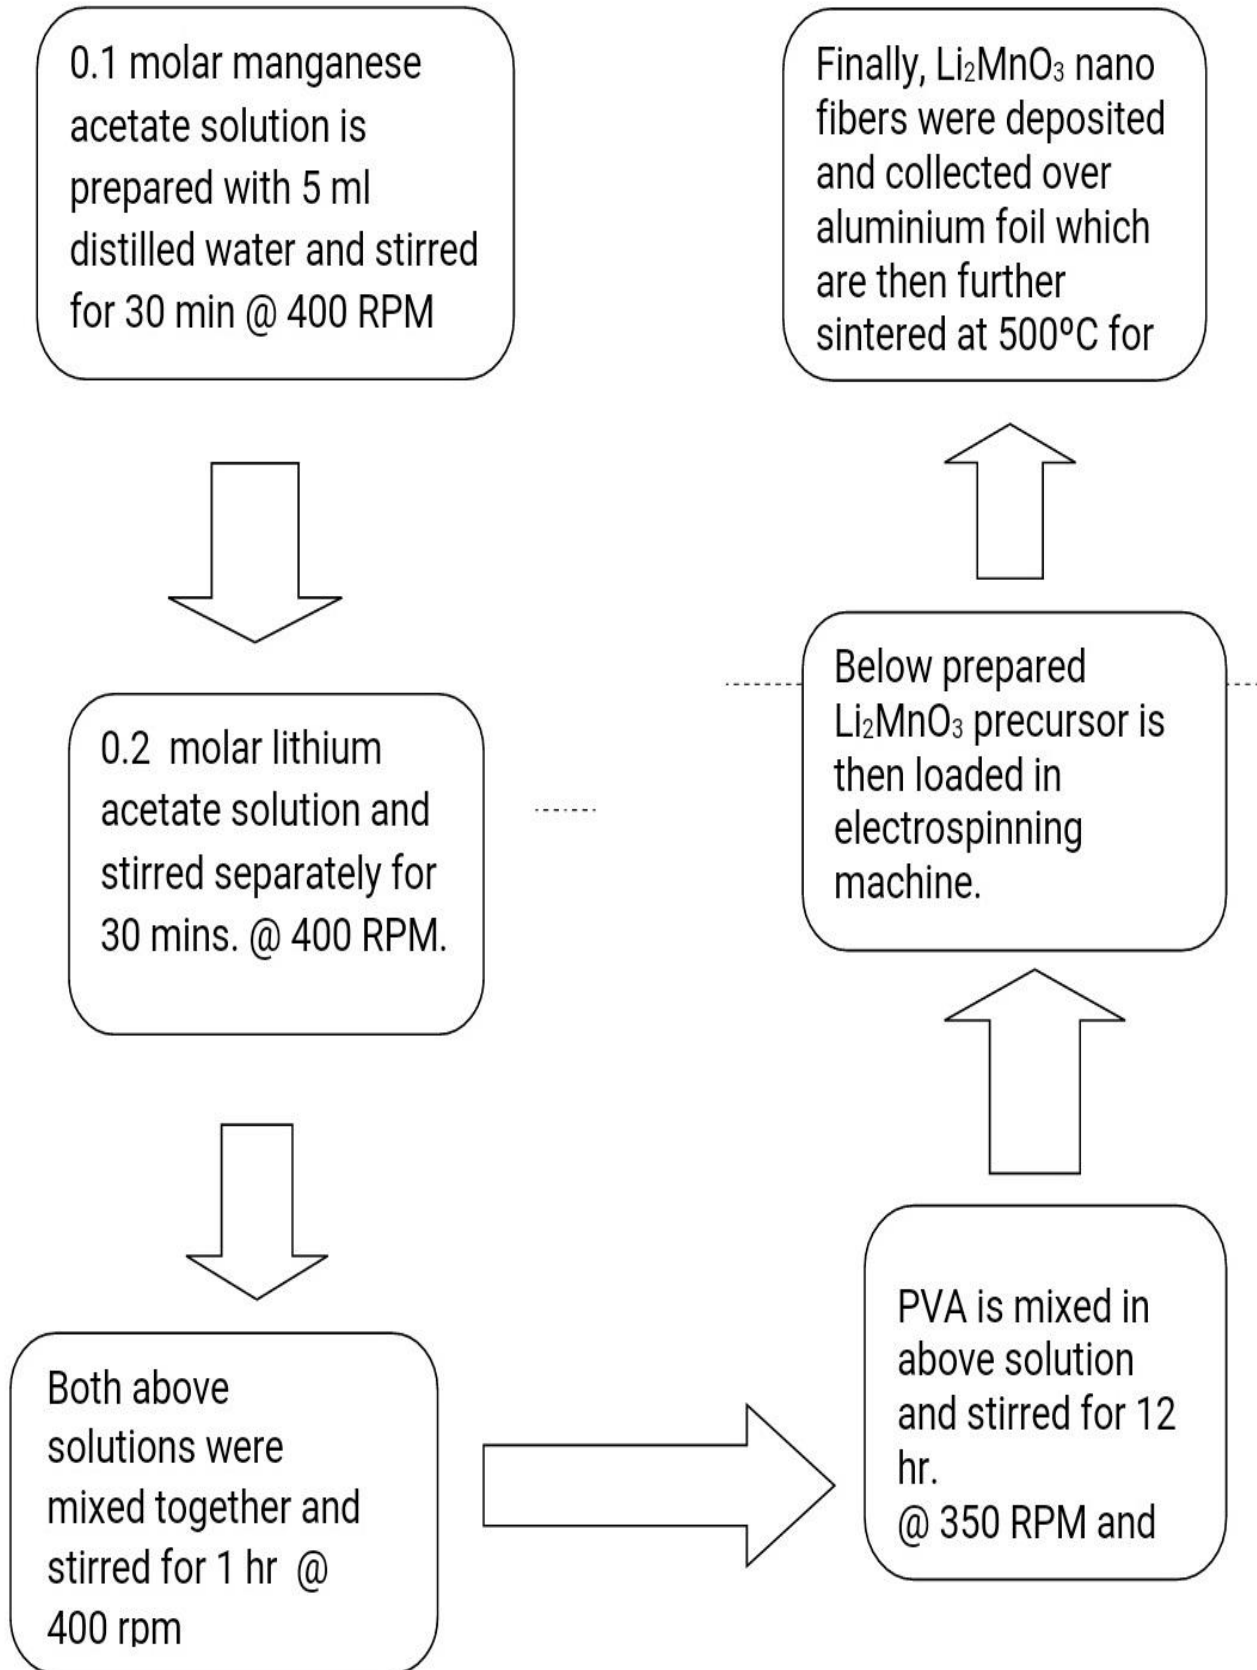 0.1 molar manganese
acetate solution is
prepared with 5 ml
distilled water and stirred
for 30 min @ 400 RPM
0.2 molar lithium
acetate solution and
stirred separately for
30 mins. @ 400 RPM.
Both above
solutions were
mixed together and
stirred for 1 hr @
400 rpm
PVA is mixed in
above solution
and stirred for 12
hr.
@ 350 RPM and
Below prepared
Li₂MnO₃ precursor is
then loaded in
electrospinning
machine.
Finally, Li₂MnO₃ nano
fibers were deposited
and collected over
aluminium foil which
are then further
sintered at 500ºC for